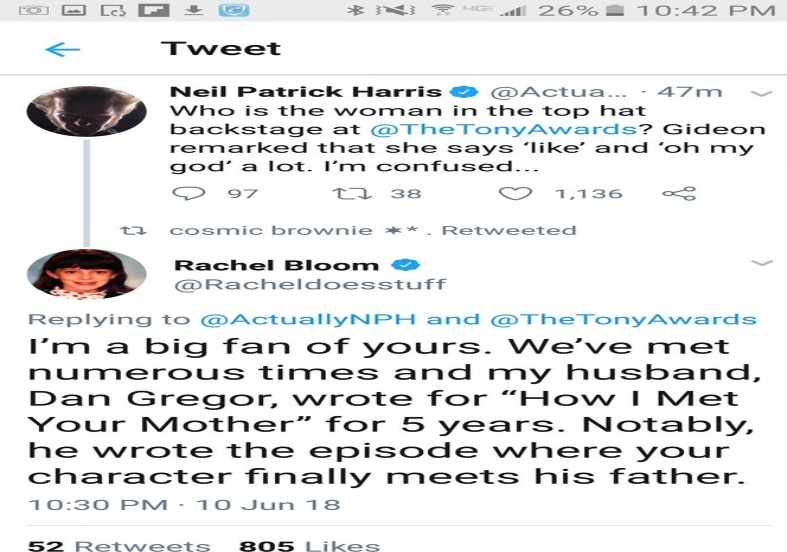 26% 10:42 PM
Tweet
Neil Patrick Harris @Actua... · 47m
Who is the woman in the top hat
backstage at @TheTonyAwards? Gideon
remarked that she says ‘like’ and ‘oh my
god’ a lot. I’m confused...
97 38 1,136
cosmic brownie ✶* . Retweeted
Rachel Bloom
@Racheldoesstuff
Replying to @ActuallyNPH and @TheTonyAwards
I’m a big fan of yours. We’ve met
numerous times and my husband,
Dan Gregor, wrote for “How I Met
Your Mother” for 5 years. Notably,
he wrote the episode where your
character finally meets his father.
10:30 PM · 10 Jun 18
52 Retweets 805 Likes